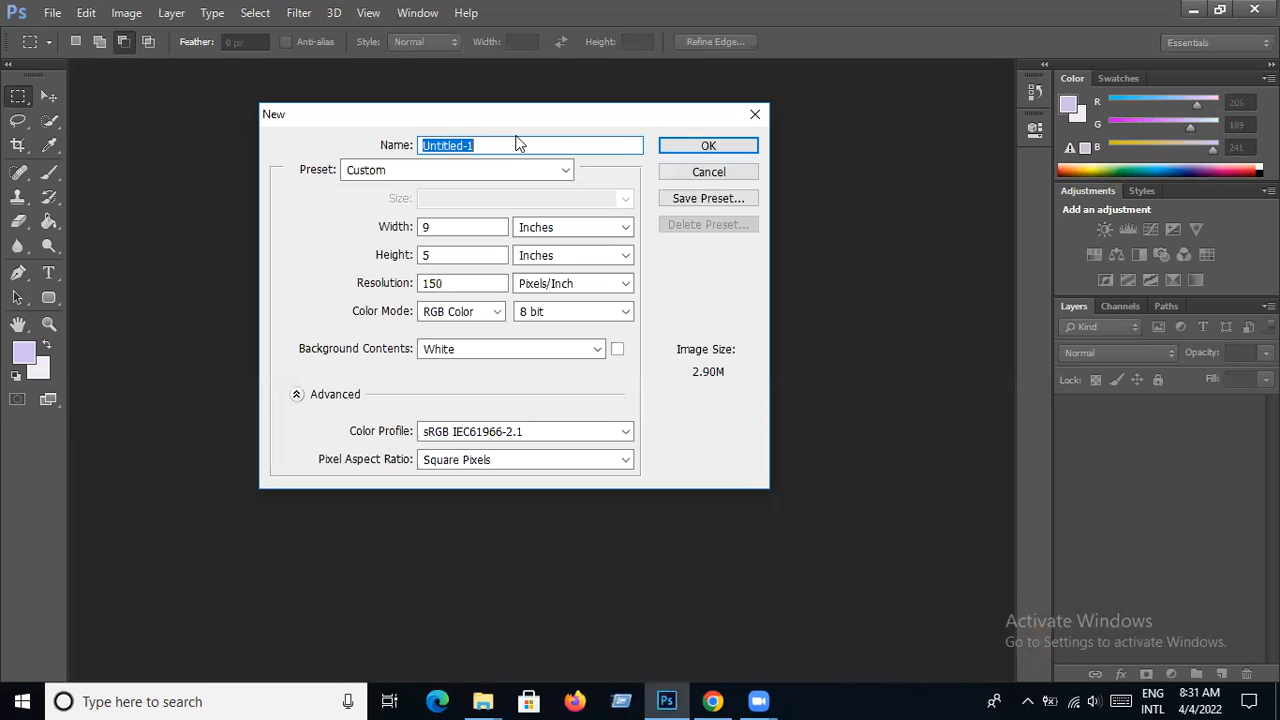 Ps File Edit Image Layer Type Select Filter 3D View Window Help
Feather: 0 px Anti-alias Style: Normal Width: Height: Refine Edge... Essentials
New
Name: Untitled-1 OK
Preset: Custom Cancel
Size: Save Preset...
Width: 9 Inches Delete Preset...
Height: 5 Inches
Resolution: 150 Pixels/Inch
Color Mode: RGB Color 8 bit
Background Contents: White Image Size:
2.90M
Advanced
Color Profile: sRGB IEC61966-2.1
Pixel Aspect Ratio: Square Pixels
Color Swatches
R 205
G 189
B 241
Adjustments Styles
Add an adjustment
Layers Channels Paths
Kind
Normal Opacity:
Lock: Fill:
Activate Windows
Go to Settings to activate Windows.
Type here to search Ps ENG 8:31 AM
INTL 4/4/2022